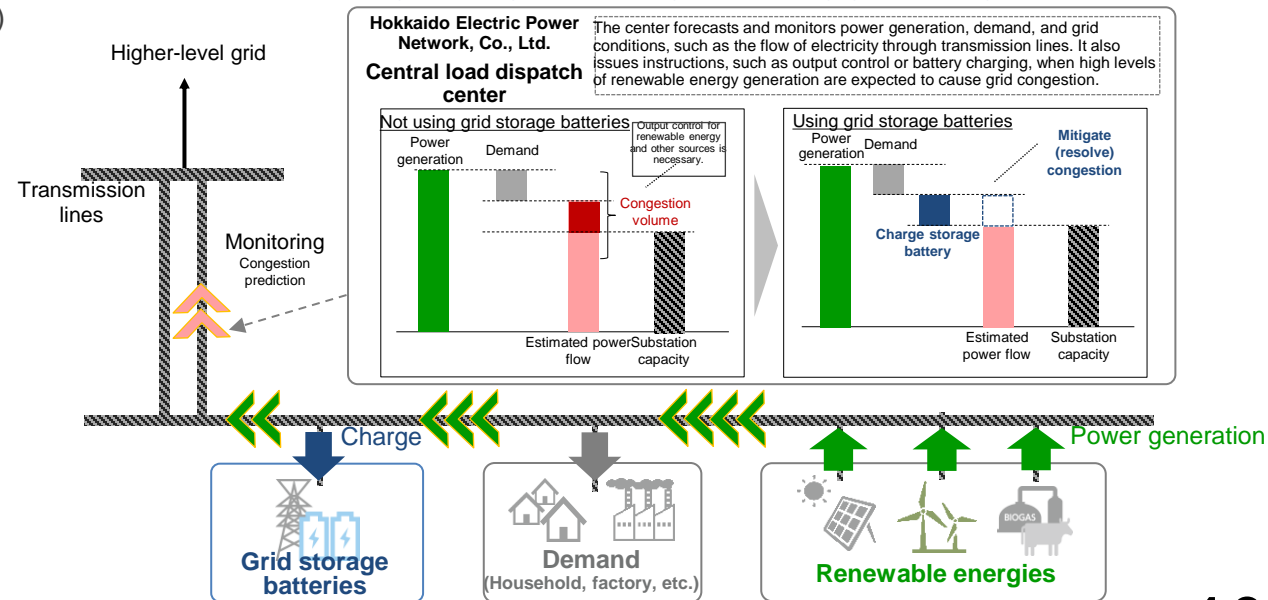 )
Higher-level grid
Transmission
lines
Monitoring
Congestion
prediction
Hokkaido Electric Power
Network, Co., Ltd.
Central load dispatch
center
The center forecasts and monitors power generation, demand, and grid
conditions, such as the flow of electricity through transmission lines. It also
issues instructions, such as output control or battery charging, when high levels
of renewable energy generation are expected to cause grid congestion.
Not using grid storage batteries
Output control for
renewable energy
and other sources is
necessary.
Power
generation
Demand
Congestion
volume
Estimated power
flow
Substation
capacity
Using grid storage batteries
Power
generation
Demand
Mitigate
(resolve)
congestion
Charge storage
battery
Estimated
power flow
Substation
capacity
Charge
Power generation
Grid storage
batteries
Demand
(Household, factory, etc.)
BIOGAS
Renewable energies